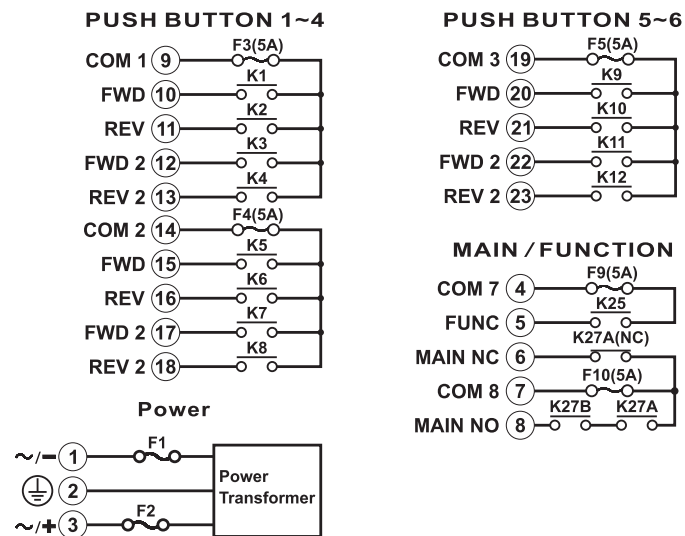 PUSH BUTTON 1~4
F3(5A)
COM 1 9
K1
FWD 10
K2
REV 11
K3
FWD 2 12
K4
REV 2 13
F4(5A)
COM 2 14
K5
FWD 15
K6
REV 16
K7
FWD 2 17
K8
REV 2 18
Power
F1
~/- 1
2
F2
~/+ 3
Power
Transformer
PUSH BUTTON 5~6
F5(5A)
COM 3 19
K9
FWD 20
K10
REV 21
K11
FWD 2 22
K12
REV 2 23
MAIN / FUNCTION
F9(5A)
COM 7 4
K25
FUNC 5
K27A(NC)
MAIN NC 6
F10(5A)
COM 8 7
K27B K27A
MAIN NO 8